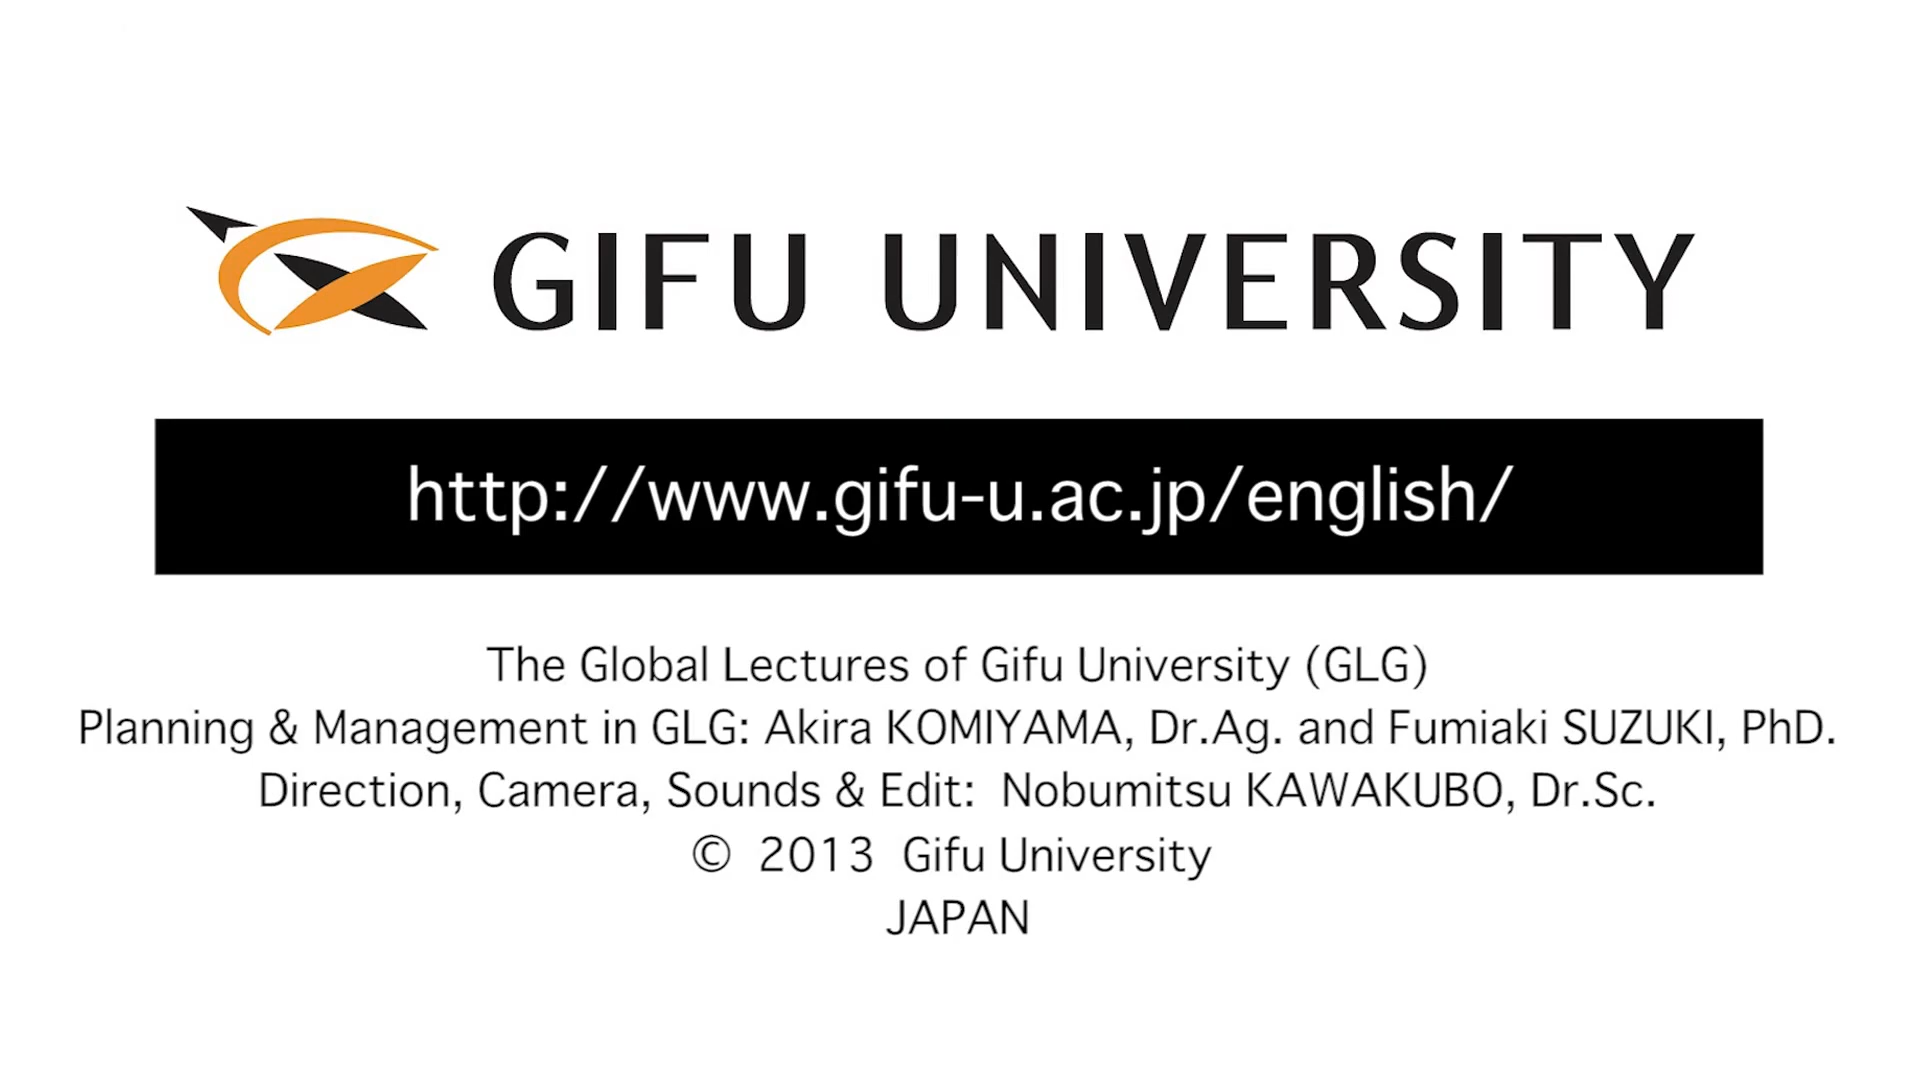 GIFU UNIVERSITY
http://www.gifu-u.ac.jp/english/
The Global Lectures of Gifu University (GLG)
Planning & Management in GLG: Akira KOMIYAMA, Dr.Ag. and Fumiaki SUZUKI, PhD.
Direction, Camera, Sounds & Edit:  Nobumitsu KAWAKUBO, Dr.Sc.
©  2013  Gifu University
JAPAN